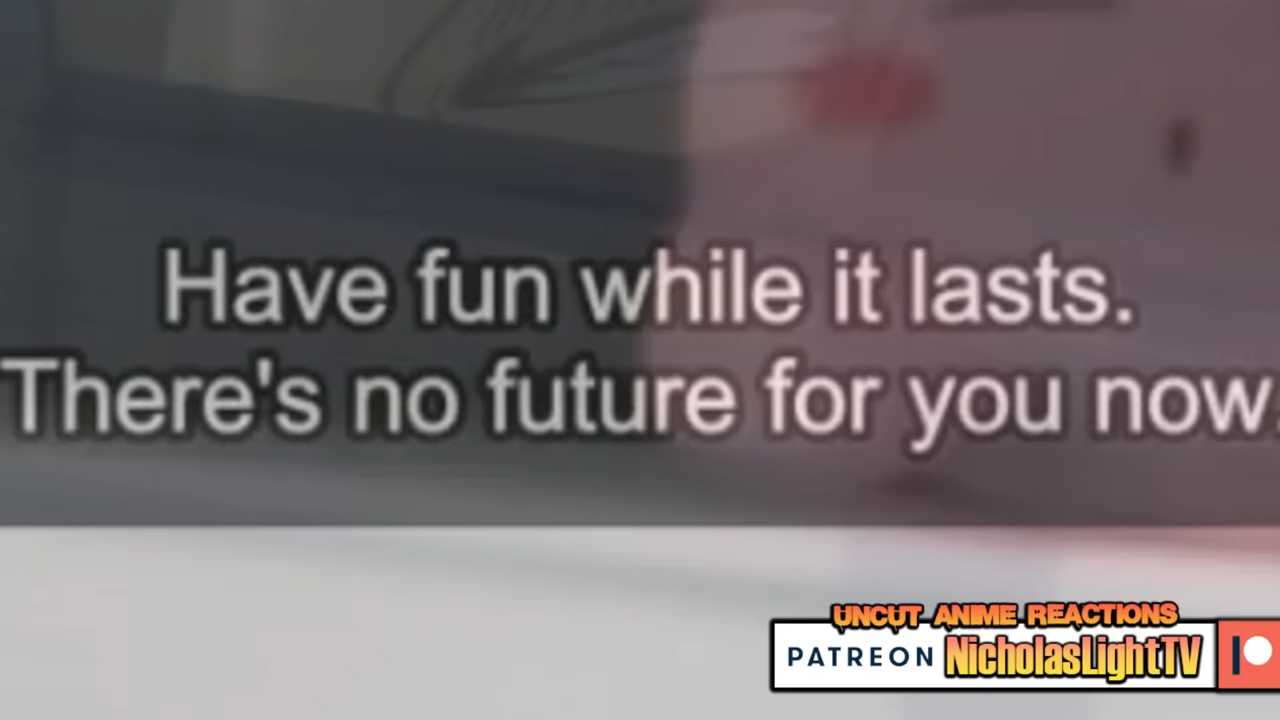 Have fun while it lasts.
There's no future for you now.
UNCUT ANIME REACTIONS
PATREON NicholasLightTV